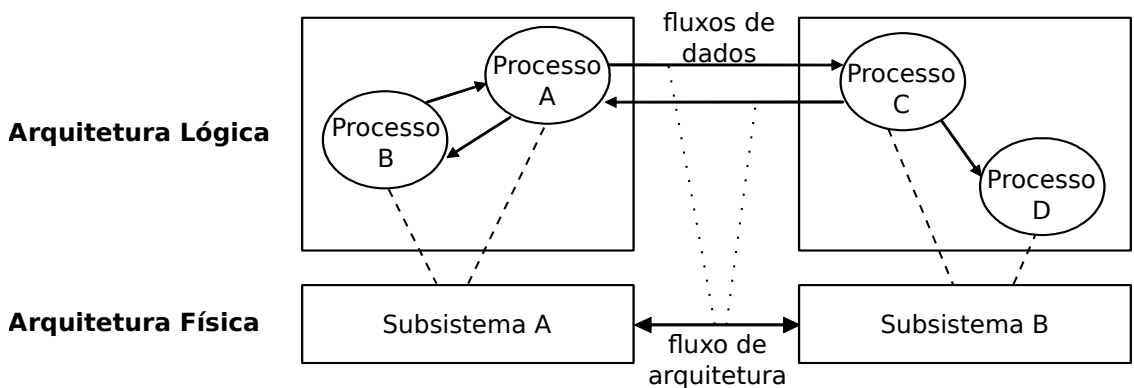 fluxos de
dados
Processo
A
Processo
B
Processo
C
Processo
D
Arquitetura Lógica
Arquitetura Física
Subsistema A
fluxo de
arquitetura
Subsistema B